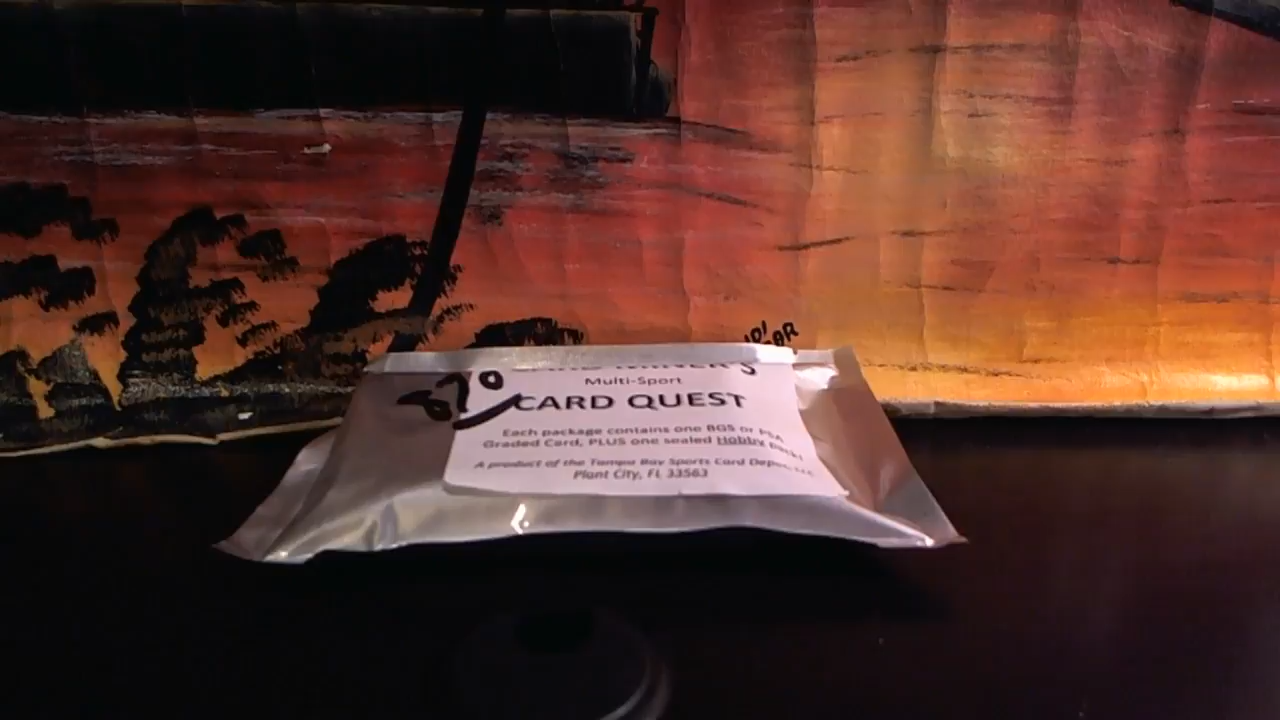 870
Multi-Sport
CARD QUEST
Each package contains one BGS or PSA
Graded Card, PLUS one sealed Hobby pack!
A product of the Tampa Bay Sports Card Depot, LLC
Plant City, FL 33563